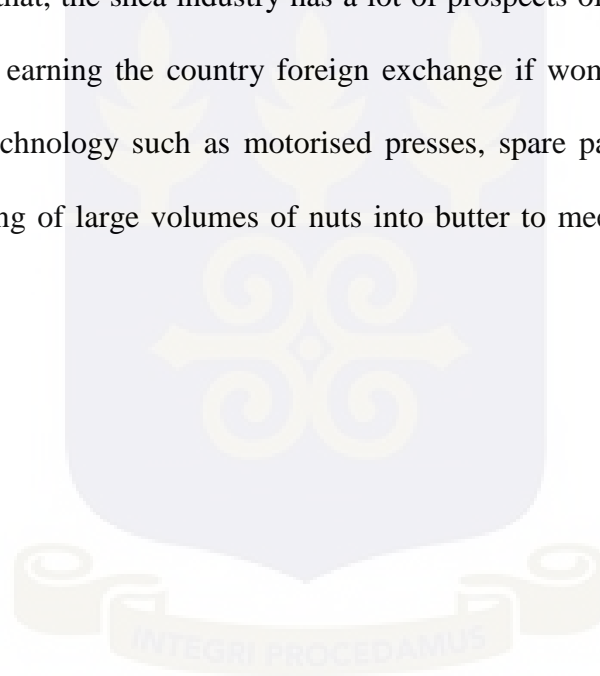 that, the shea industry has a lot of prospects
earning the country foreign exchange if
technology such as motorised presses, spare
of large volumes of nuts into butter to
INTEGRI PROCEDAMUS